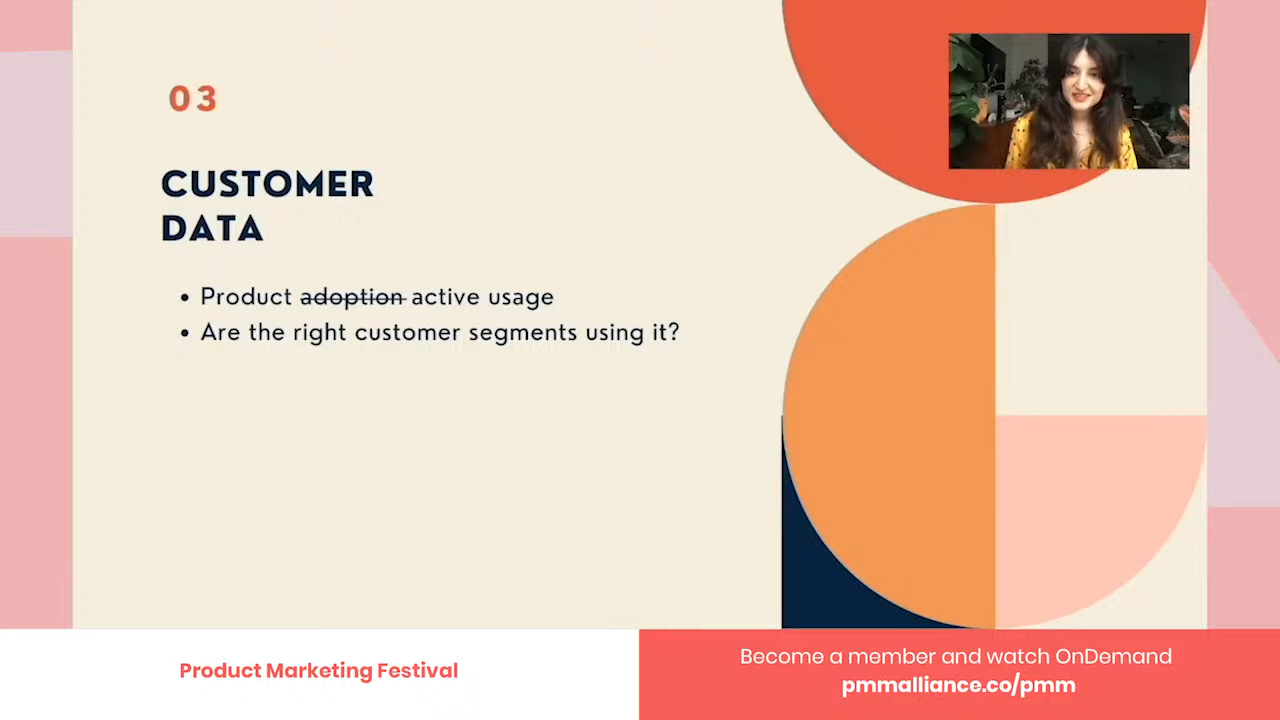 03
CUSTOMER
DATA
• Product adoption active usage
• Are the right customer segments using it?
Product Marketing Festival
Become a member and watch OnDemand
pmmalliance.co/pmm